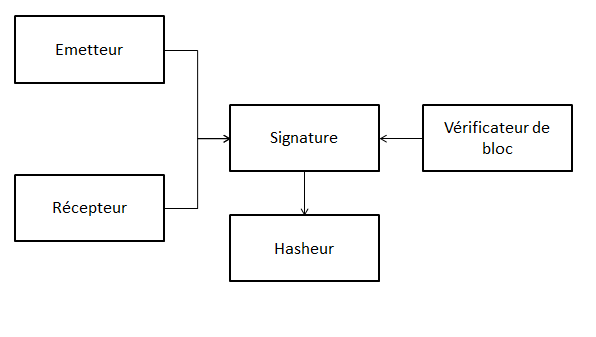 Emetteur
Signature
Vérificateur de
bloc
Récepteur
Hasheur